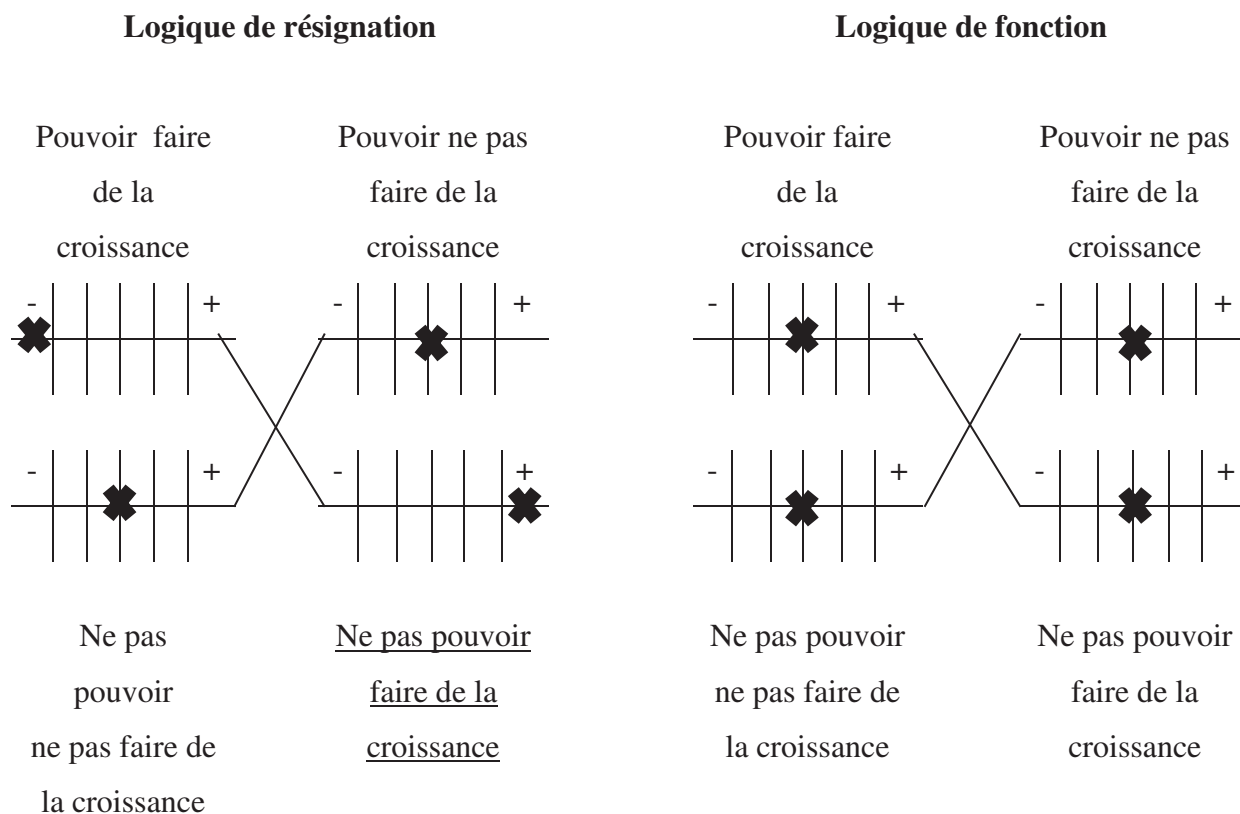 Logique de résignation
Pouvoir faire
de la
croissance
Pouvoir ne pas
faire de la
croissance
- +
- +
- +
- +
Ne pas
pouvoir
ne pas faire de
la croissance
Ne pas pouvoir
faire de la
croissance
Logique de fonction
Pouvoir faire
de la
croissance
Pouvoir ne pas
faire de la
croissance
- +
- +
- +
- +
Ne pas pouvoir
ne pas faire de
la croissance
Ne pas pouvoir
faire de la
croissance